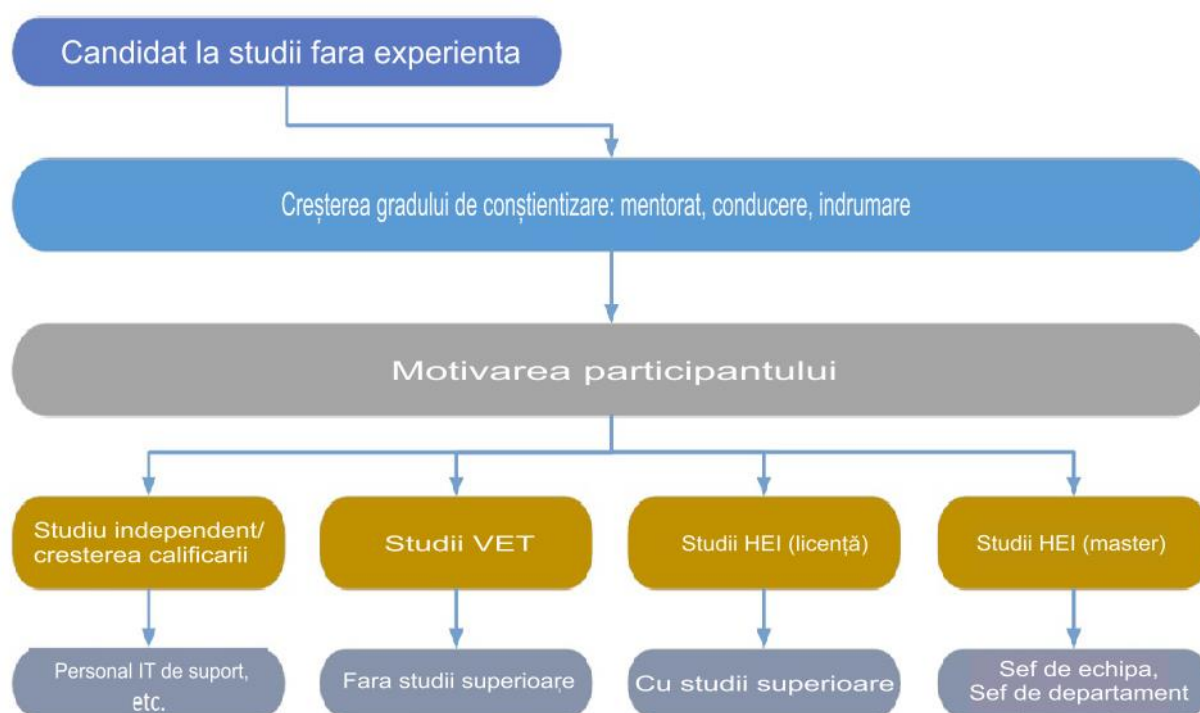 Candidat la studii fara experienta
Creșterea gradului de conștientizare: mentorat, conducere, indrumare
Motivarea participantului
Studiu independent/
cresterea calificarii
Studii VET
Studii HEI (licență)
Studii HEI (master)
Personal IT de suport,
etc.
Fara studii superioare
Cu studii superioare
Sef de echipa,
Sef de departament